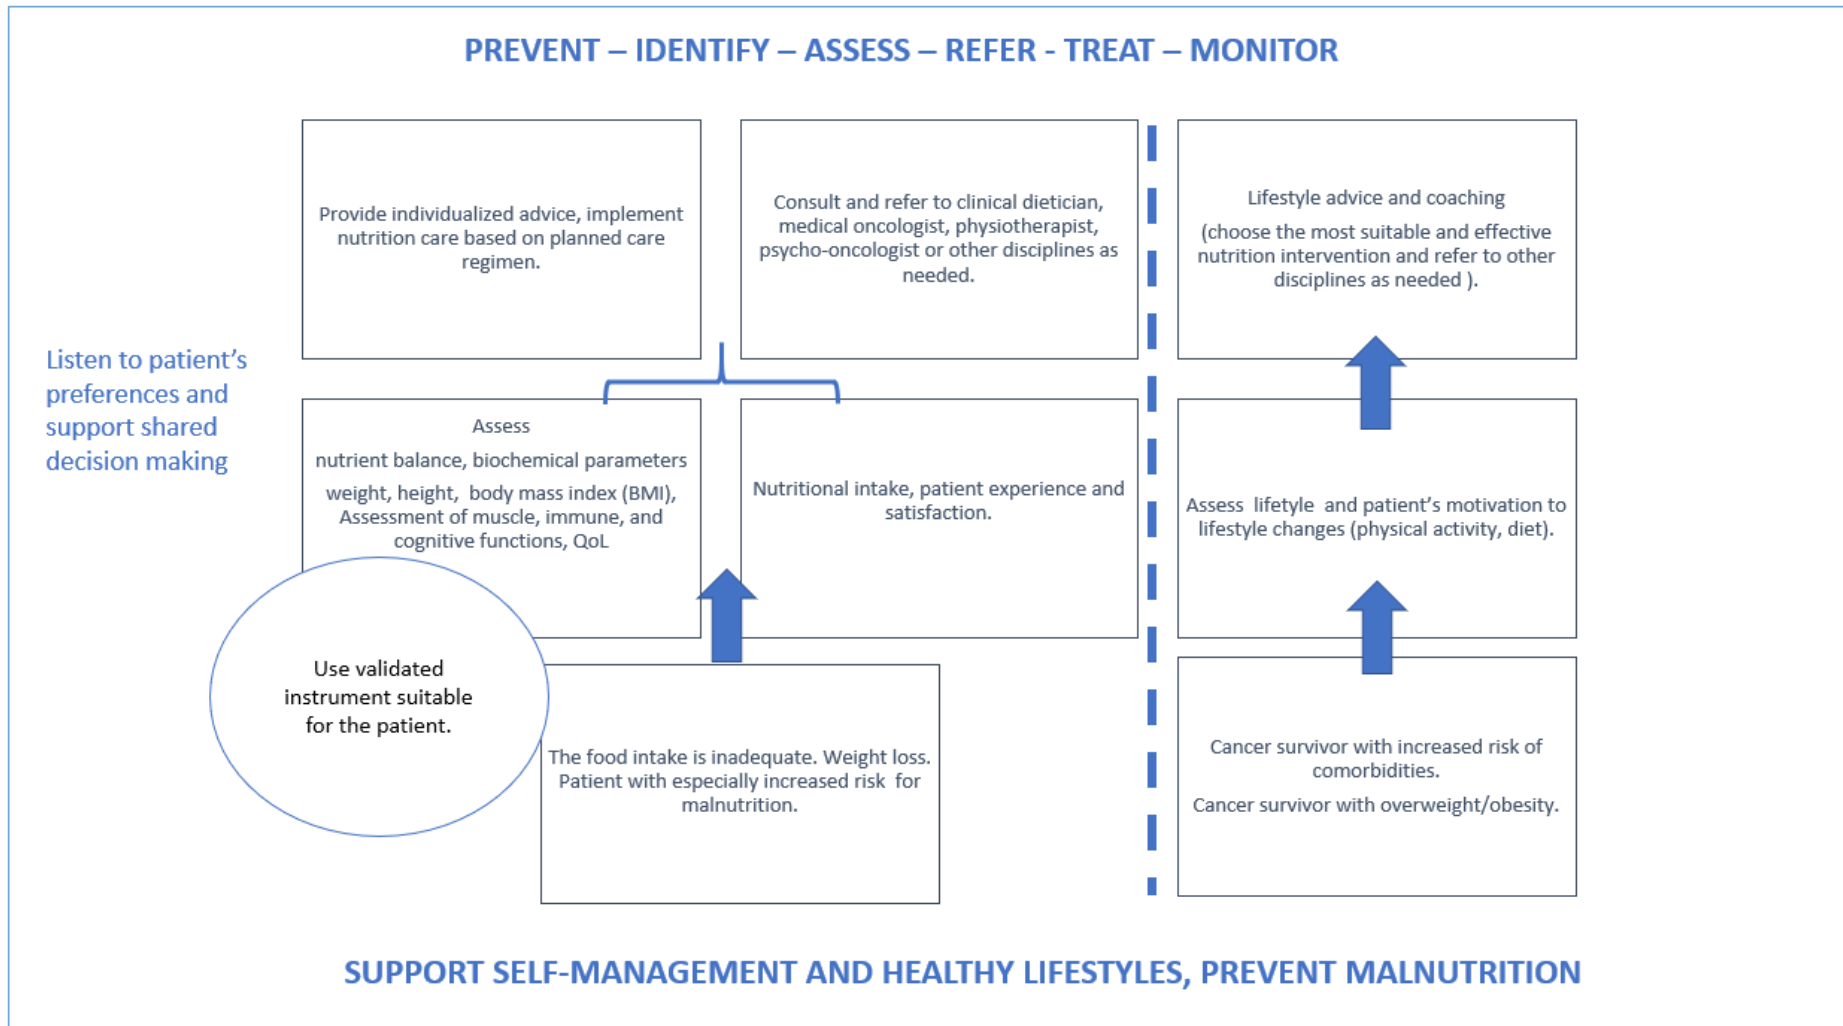 PREVENT – IDENTIFY – ASSESS – REFER - TREAT – MONITOR
Provide individualized advice, implement
nutrition care based on planned care
regimen.
Consult and refer to clinical dietician,
medical oncologist, physiotherapist,
psycho-oncologist or other disciplines as
needed.
Lifestyle advice and coaching
(choose the most suitable and effective
nutrition intervention and refer to other
disciplines as needed ).
Listen to patient’s
preferences and
support shared
decision making
Assess
nutrient balance, biochemical parameters
weight, height, body mass index (BMI),
Assessment of muscle, immune, and
cognitive functions, QoL
Nutritional intake, patient experience and
satisfaction.
Assess lifetyle and patient’s motivation to
lifestyle changes (physical activity, diet).
Use validated
instrument suitable
for the patient.
The food intake is inadequate. Weight loss.
Patient with especially increased risk for
malnutrition.
Cancer survivor with increased risk of
comorbidities.
Cancer survivor with overweight/obesity.
SUPPORT SELF-MANAGEMENT AND HEALTHY LIFESTYLES, PREVENT MALNUTRITION